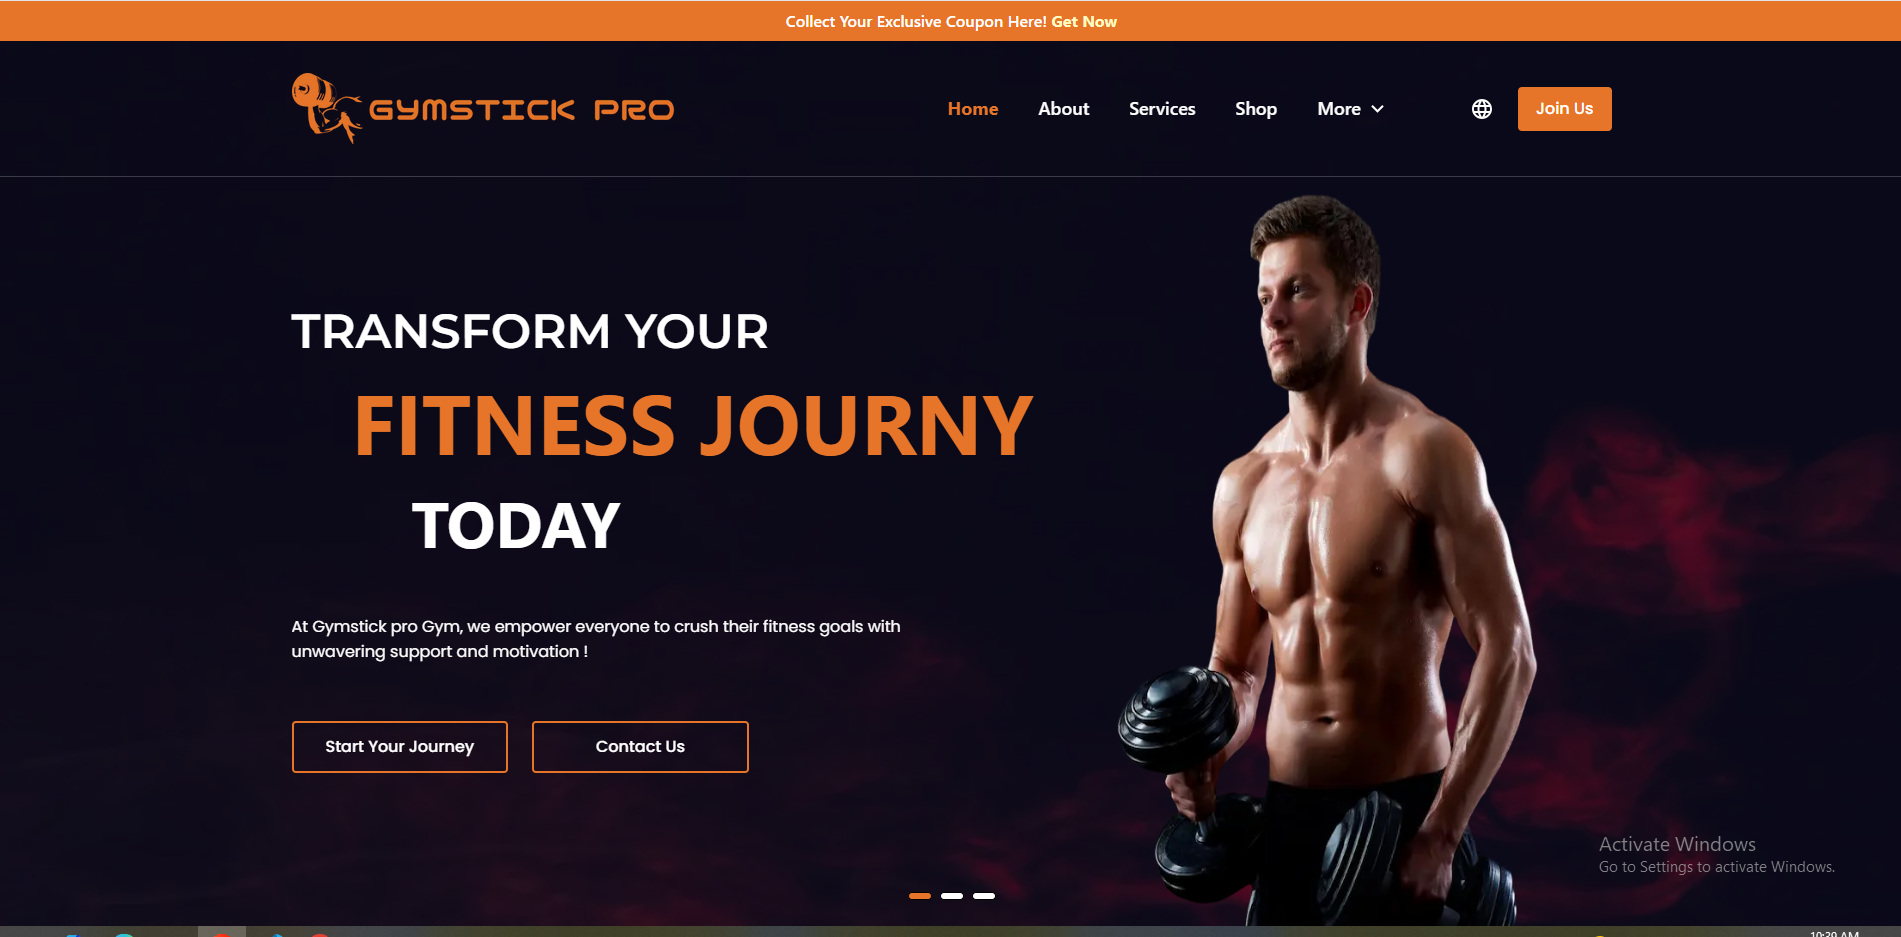 Collect Your Exclusive Coupon Here! Get Now
GYMSTICK PRO
Home About Services Shop More Join Us
TRANSFORM YOUR
FITNESS JOURNY
TODAY
At Gymstick pro Gym, we empower everyone to crush their fitness goals with
unwavering support and motivation !
Start Your Journey Contact Us
Activate Windows
Go to Settings to activate Windows.